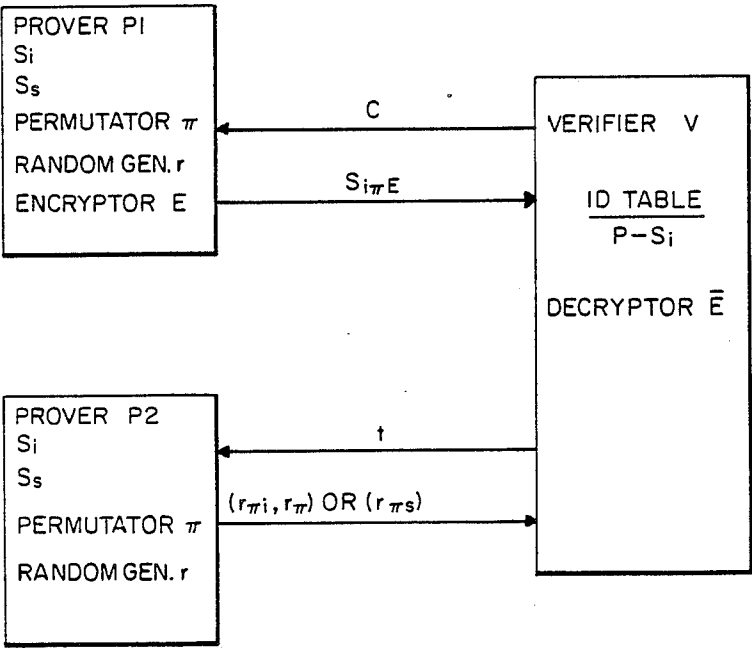 PROVER P1
Si
Ss
PERMUTATOR π
RANDOM GEN. r
ENCRYPTOR E
C
SiπE
VERIFIER V
ID TABLE
P-Si
DECRYPTOR E̅
PROVER P2
Si
Ss
PERMUTATOR π
RANDOM GEN. r
t
(rπi, rπ) OR (rπs)